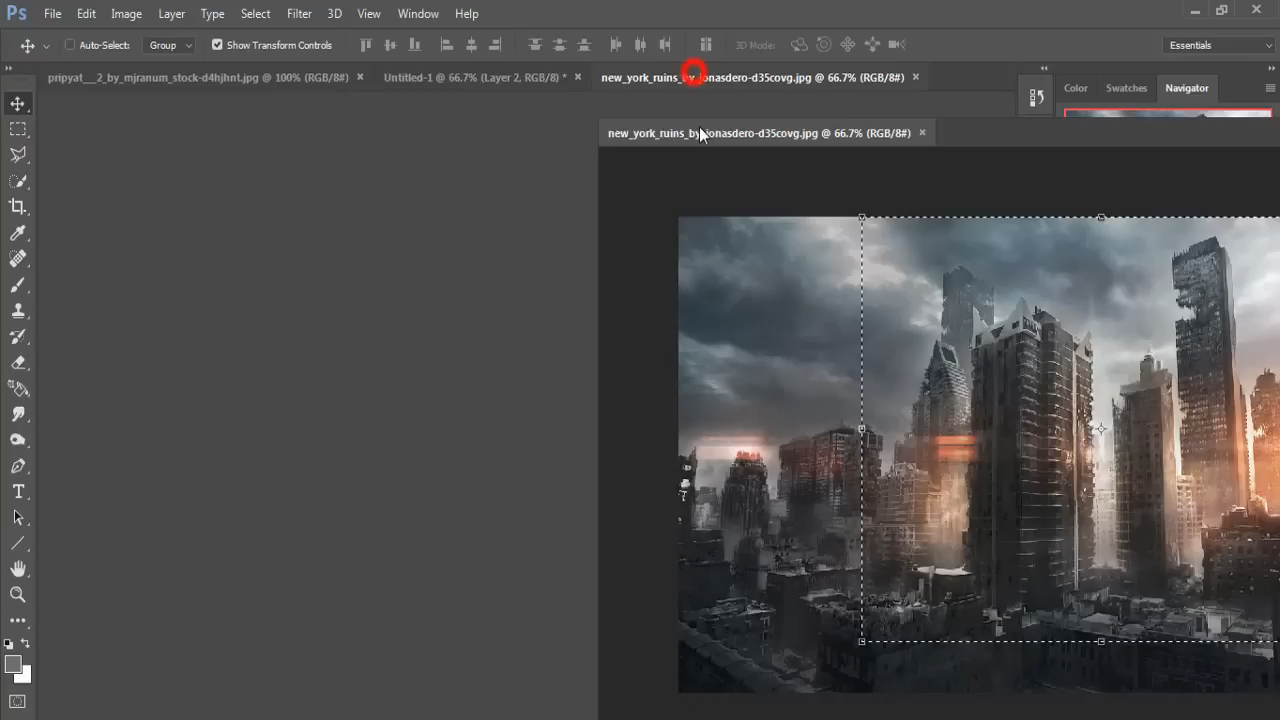 Ps File Edit Image Layer Type Select Filter 3D View Window Help
Auto-Select: Group Show Transform Controls 3D Mode: Essentials
pripyat___2_by_mjranum_stock-d4hjhnt.jpg @ 100% (RGB/8#) × Untitled-1 @ 66.7% (Layer 2, RGB/8) * × new_york_ruins_by_jonasdero-d35covg.jpg @ 66.7% (RGB/8#) ×
Color Swatches Navigator
new_york_ruins_by_jonasdero-d35covg.jpg @ 66.7% (RGB/8#) ×